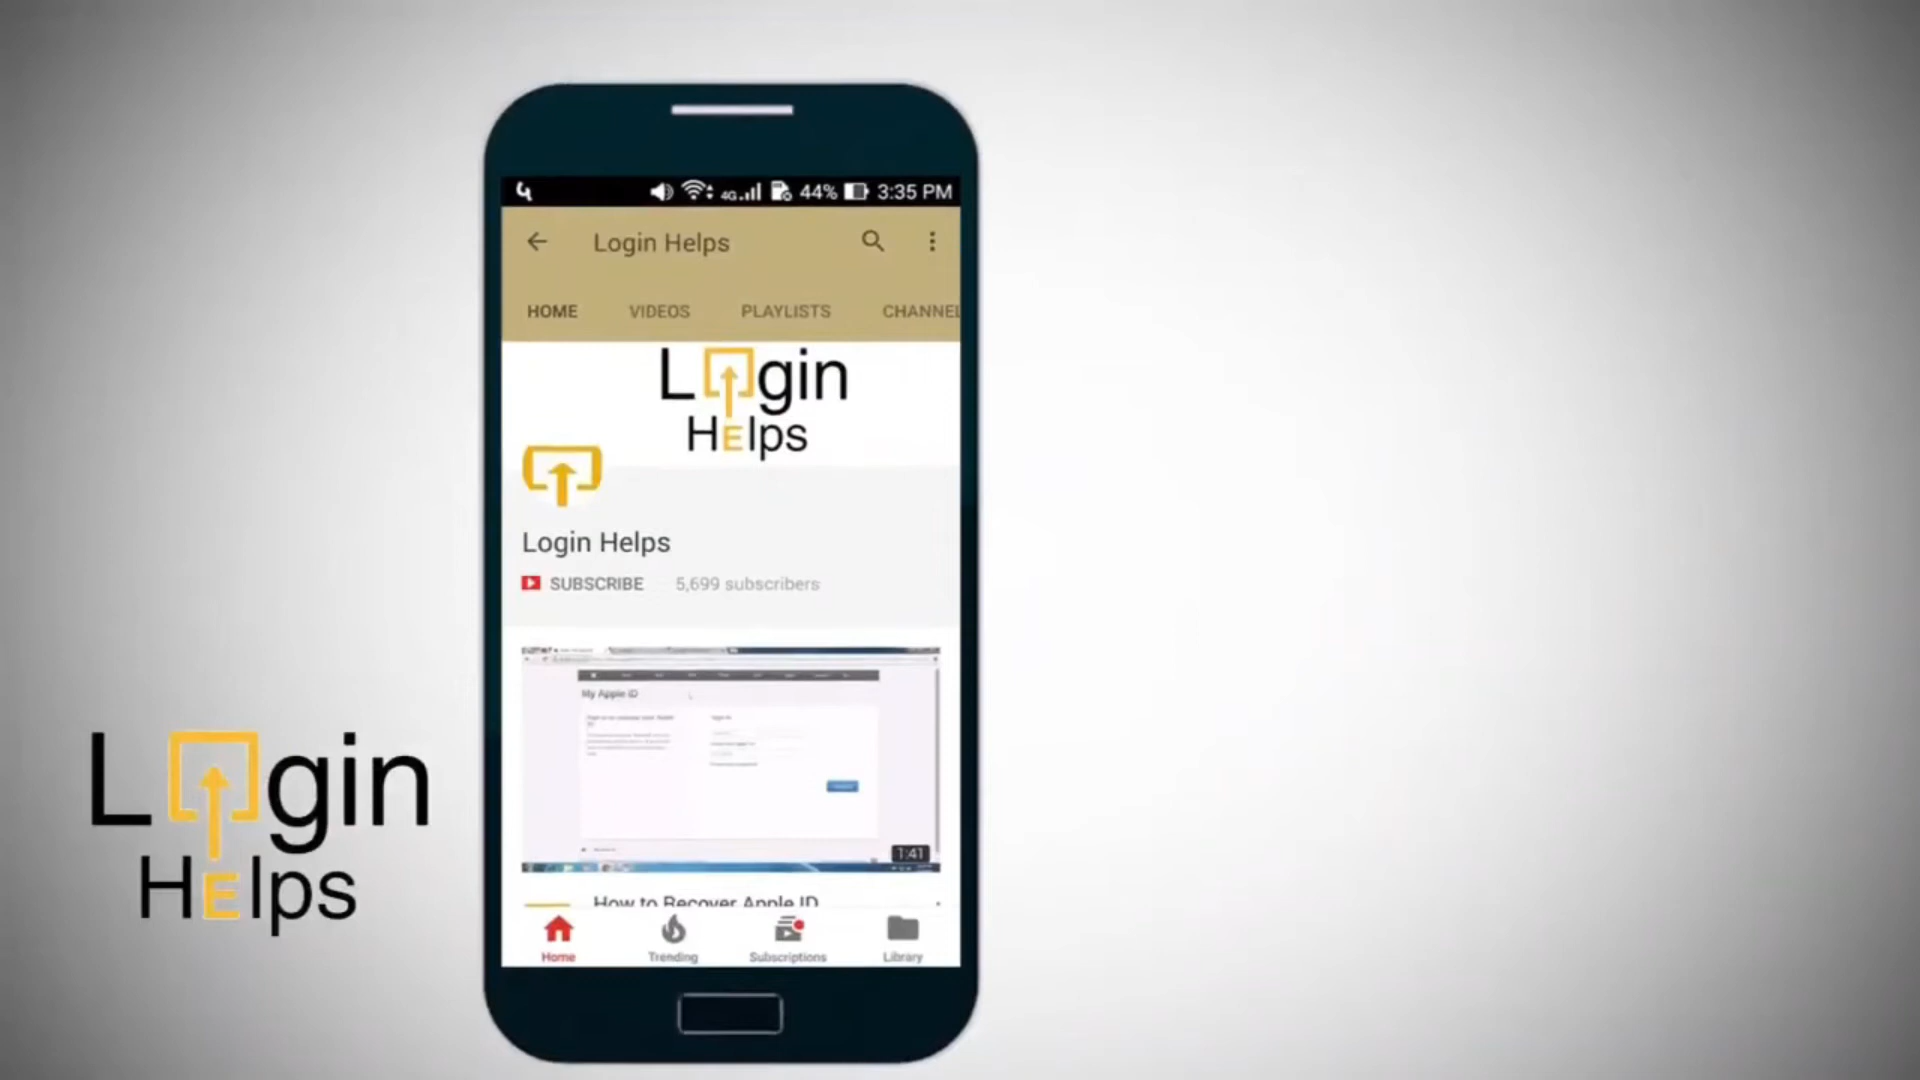 4G 44% 3:35 PM
Login Helps
HOME VIDEOS PLAYLISTS CHANNEL
Login
Helps
Login Helps
SUBSCRIBE 5,699 subscribers
My Apple ID
1:41
How to Recover Apple ID
Home Trending Subscriptions Library
Login
Helps